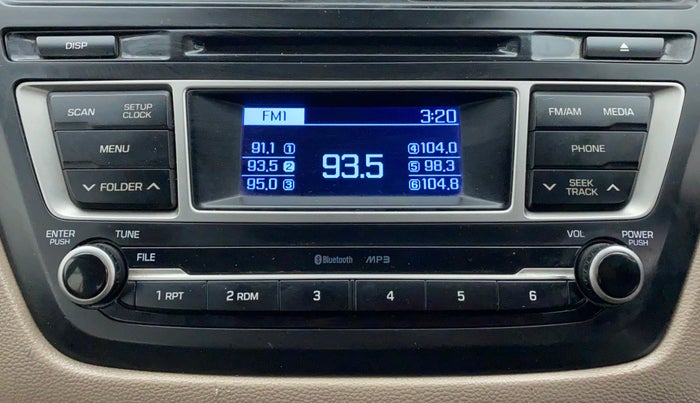 DISP
SCAN SETUP CLOCK
MENU
FOLDER
FM1 3:20
91.1 1
93.5 2
95.0 3
93.5
4 104.0
5 98.3
6 104.8
FM/AM MEDIA
PHONE
SEEK TRACK
ENTER PUSH
TUNE
FILE
VOL
POWER PUSH
Bluetooth MP3
1 RPT 2 RDM 3 4 5 6